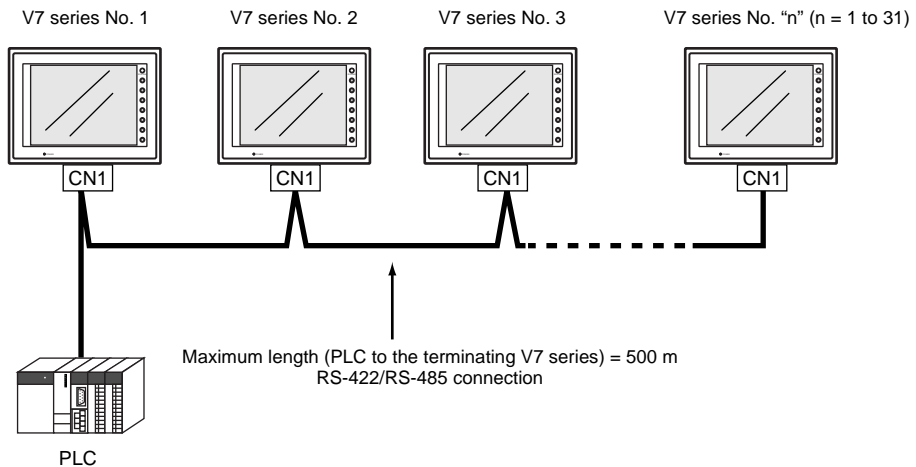 V7 series No. 1
V7 series No. 2
V7 series No. 3
V7 series No. “n” (n = 1 to 31)
CN1
CN1
CN1
CN1
Maximum length (PLC to the terminating V7 series) = 500 m
RS-422/RS-485 connection
PLC